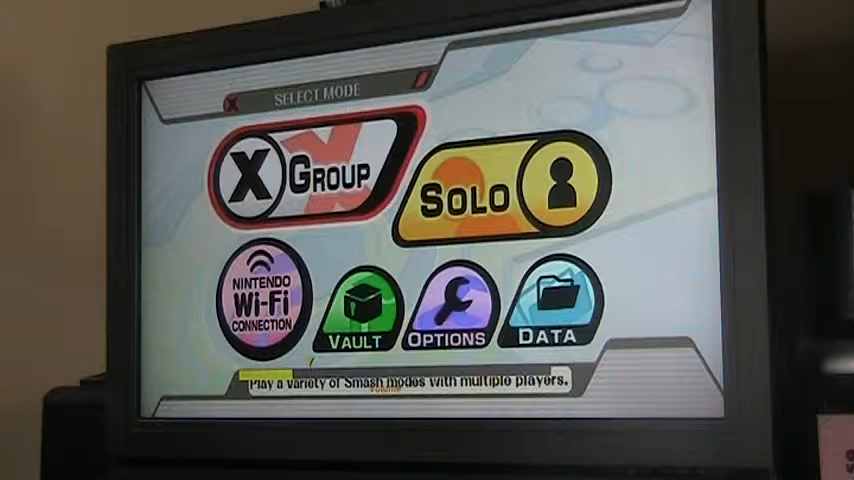 SELECT MODE
X GROUP
SOLO
NINTENDO
Wi-Fi
CONNECTION
VAULT
OPTIONS
DATA
Play a variety of Smash modes with multiple players.
Volume